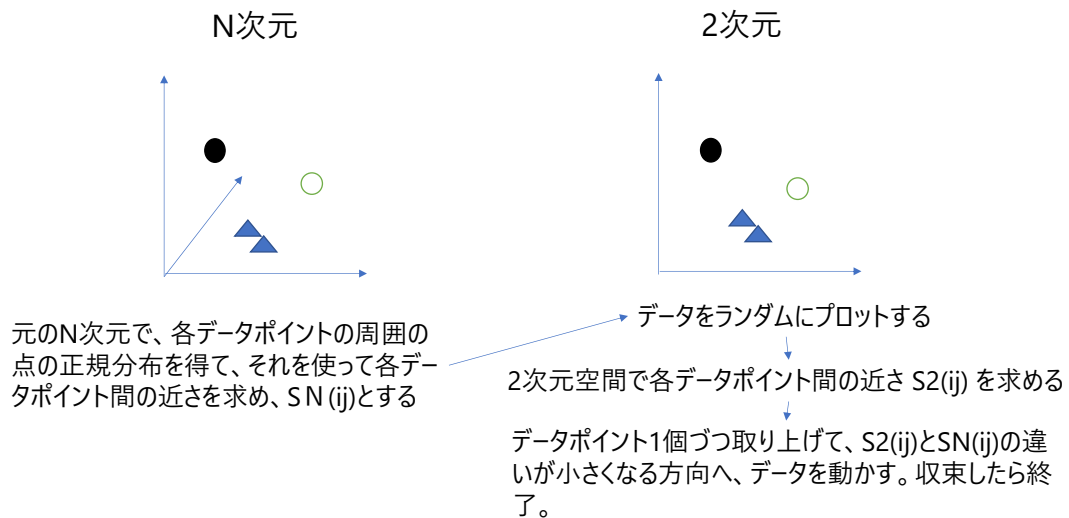 N次元
2次元
元のN次元で、各データポイントの周囲の
点の正規分布を得て、それを使って各デー
タポイント間の近さを求め、ＳＮ(ij)とする
データをランダムにプロットする
2次元空間で各データポイント間の近さ S2(ij) を求める
データポイント1個づつ取り上げて、S2(ij)とSN(ij)の違
いが小さくなる方向へ、データを動かす。収束したら終
了。